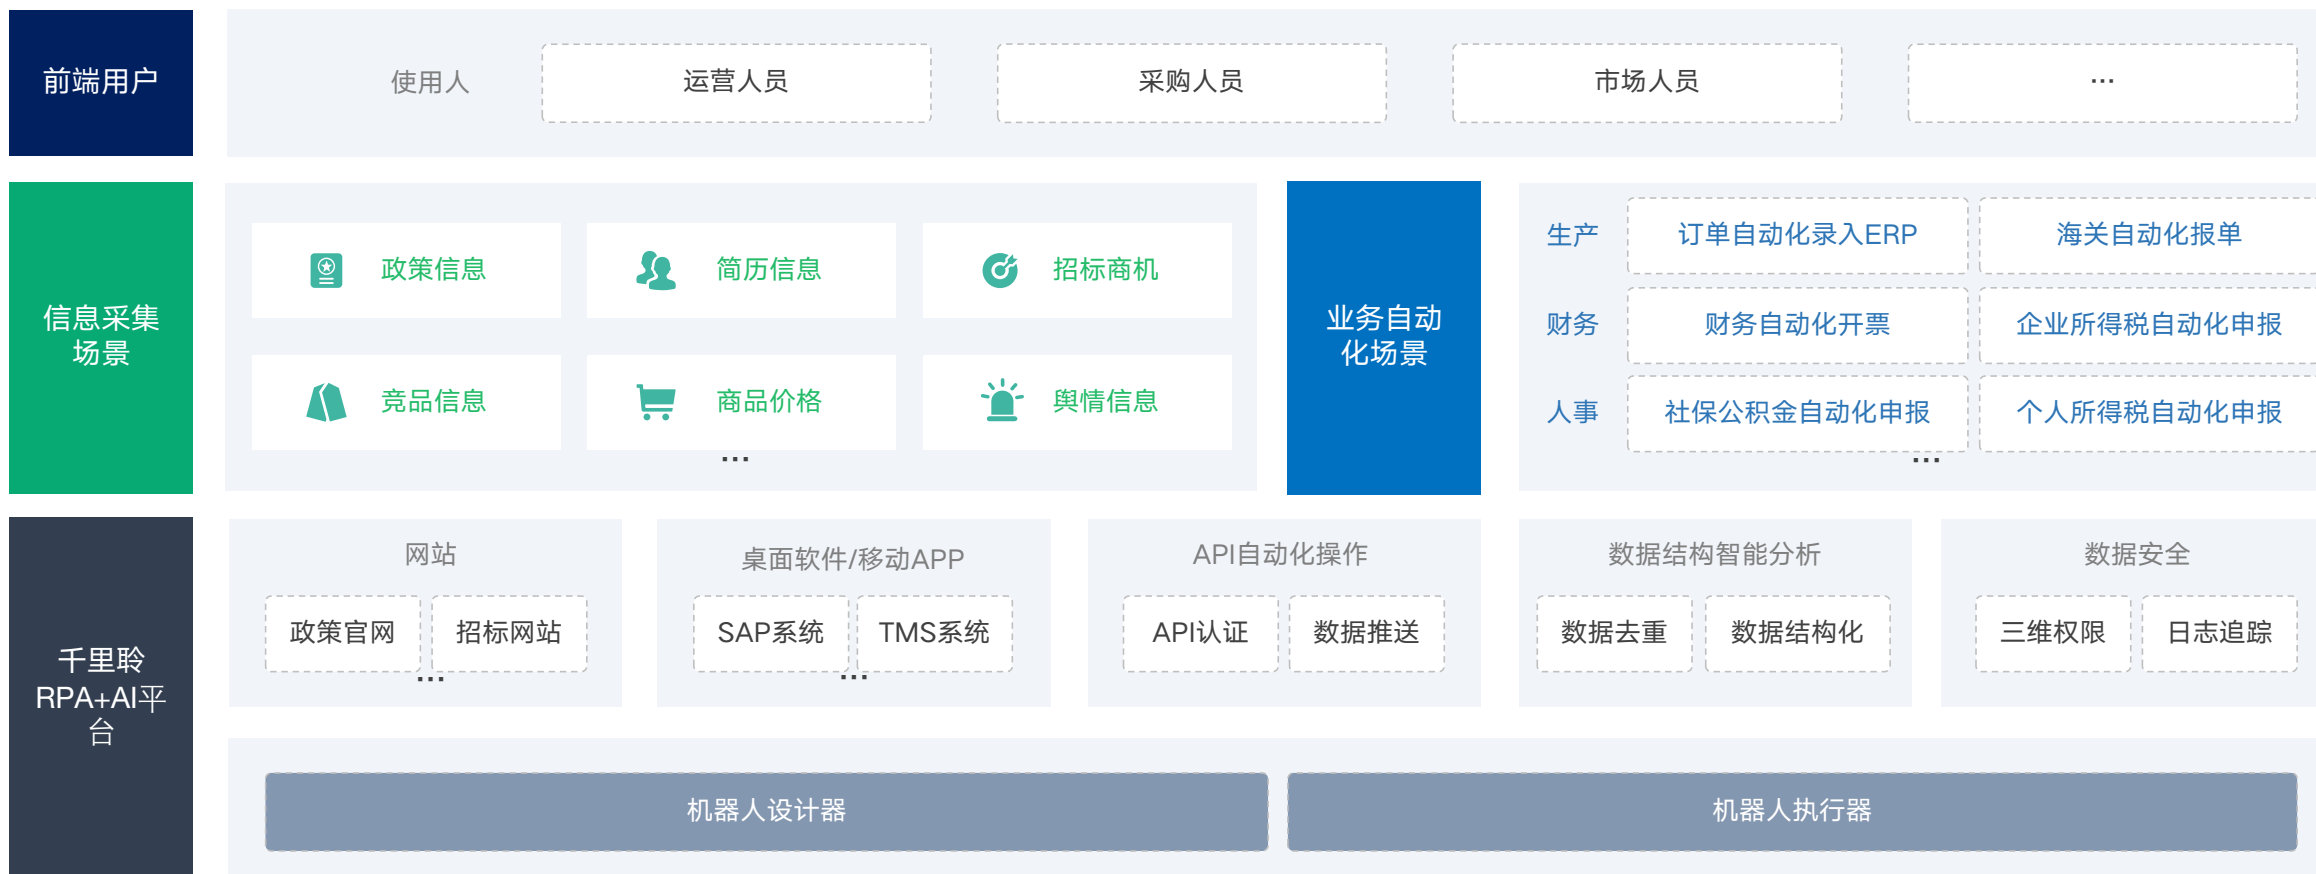 前端用户
使用人
运营人员
采购人员
市场人员
...
信息采集
场景
政策信息
简历信息
招标商机
竞品信息
商品价格
舆情信息
...
业务自动
化场景
生产
订单自动化录入ERP
海关自动化报单
财务
财务自动化开票
企业所得税自动化申报
人事
社保公积金自动化申报
个人所得税自动化申报
...
千里聆
RPA+AI平
台
网站
政策官网
招标网站
...
桌面软件/移动APP
SAP系统
TMS系统
...
API自动化操作
API认证
数据推送
数据结构智能分析
数据去重
数据结构化
数据安全
三维权限
日志追踪
机器人设计器
机器人执行器